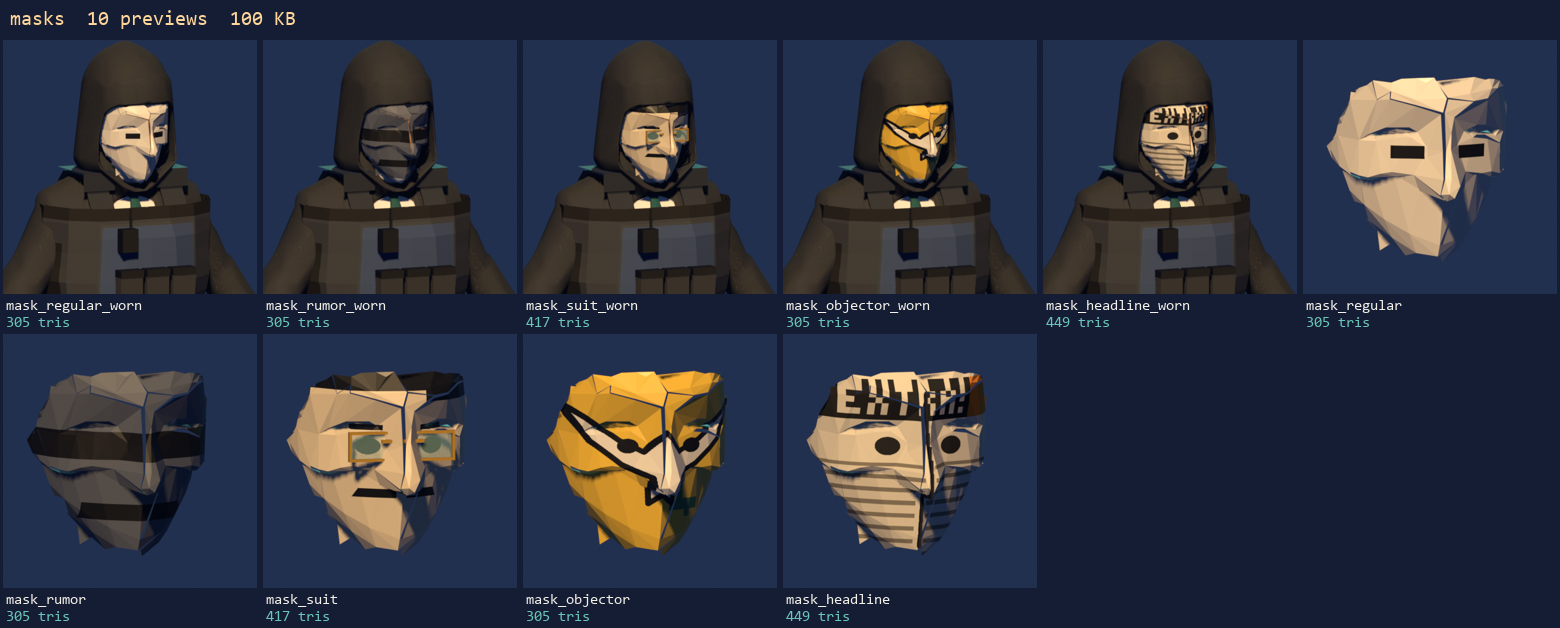 masks 10 previews 100 KB
mask_regular_worn
305 tris
mask_rumor_worn
305 tris
mask_suit_worn
417 tris
mask_objector_worn
305 tris
mask_headline_worn
449 tris
mask_regular
305 tris
mask_rumor
305 tris
mask_suit
417 tris
mask_objector
305 tris
mask_headline
449 tris